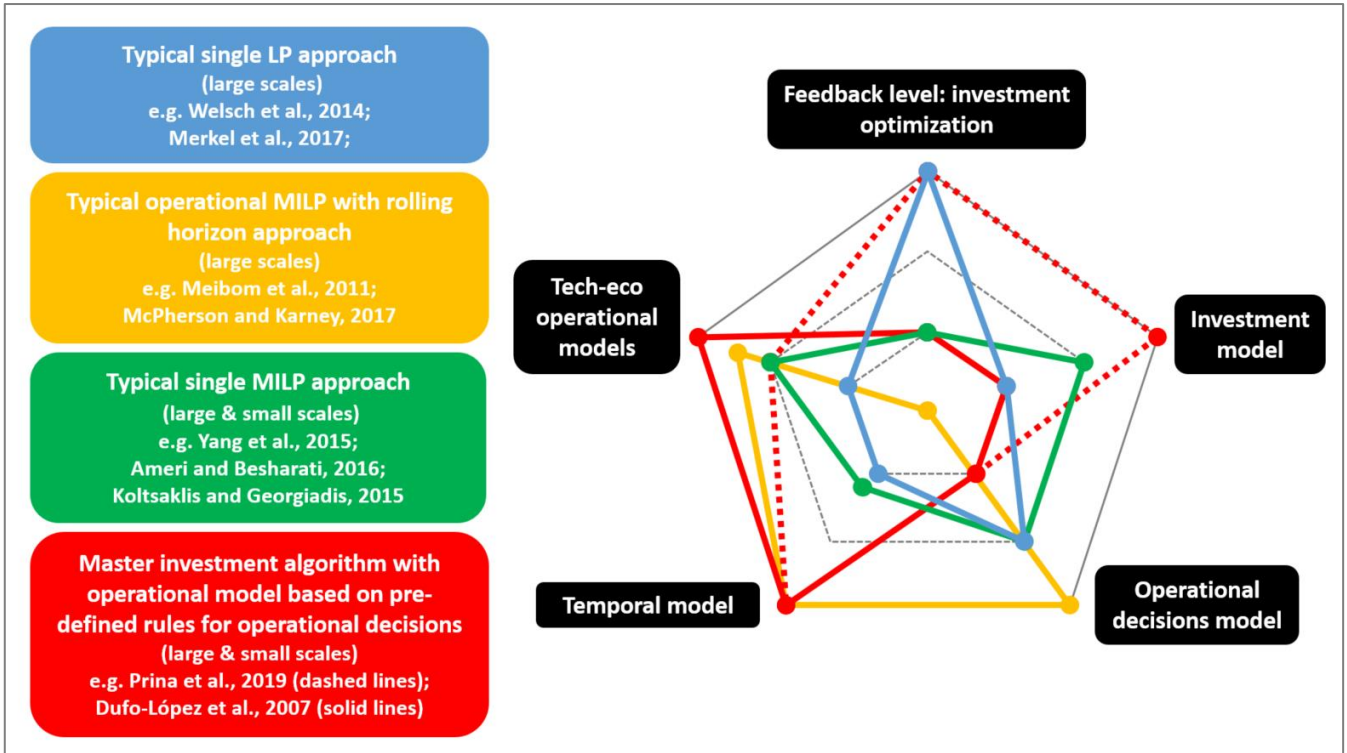 Typical single LP approach
(large scales)
e.g. Welsch et al., 2014;
Merkel et al., 2017;
Typical operational MILP with rolling
horizon approach
(large scales)
e.g. Meibom et al., 2011;
McPherson and Karney, 2017
Typical single MILP approach
(large & small scales)
e.g. Yang et al., 2015;
Ameri and Besharati, 2016;
Koltsaklis and Georgiadis, 2015
Master investment algorithm with
operational model based on pre-
defined rules for operational decisions
(large & small scales)
e.g. Prina et al., 2019 (dashed lines);
Dufo-López et al., 2007 (solid lines)
Feedback level: investment
optimization
Tech-eco
operational
models
Investment
model
Temporal model
Operational
decisions model